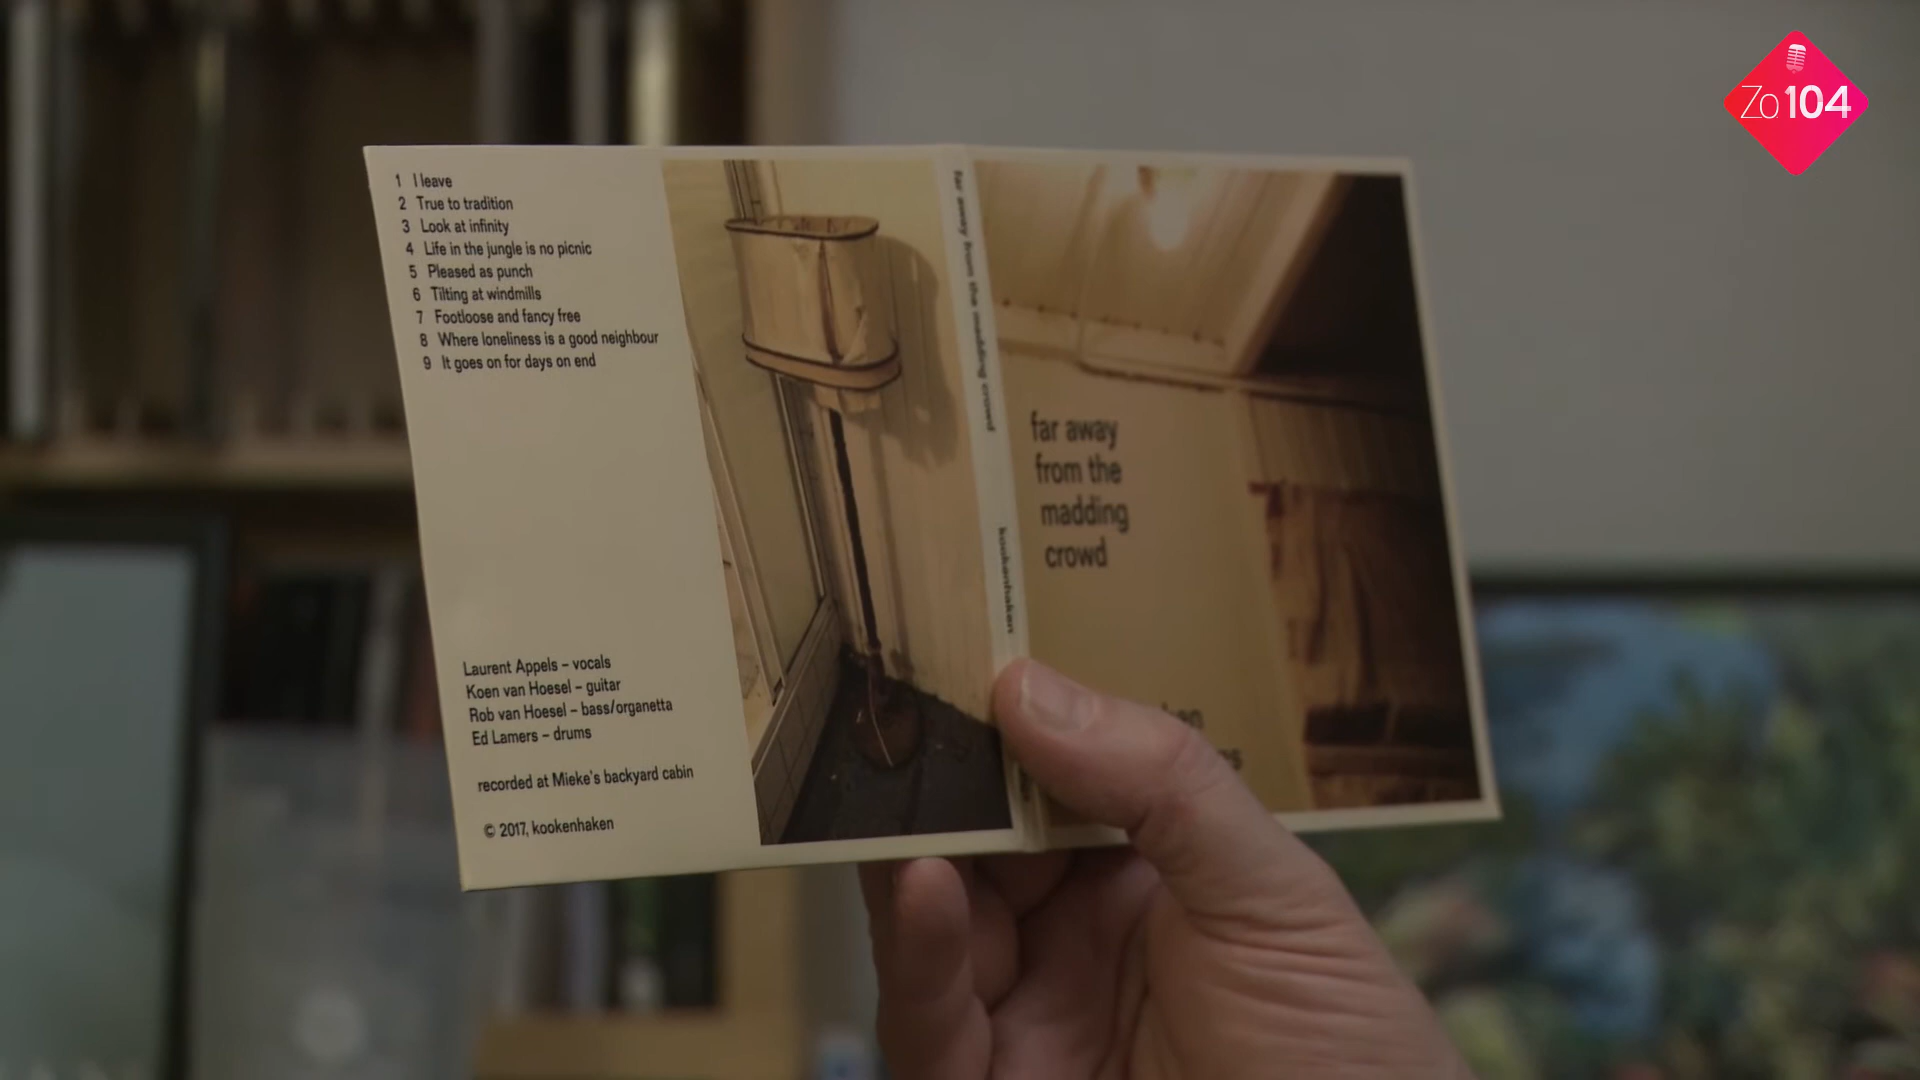 Zo104
1 I leave
2 True to tradition
3 Look at infinity
4 Life in the jungle is no picnic
5 Pleased as punch
6 Tilting at windmills
7 Footloose and fancy free
8 Where loneliness is a good neighbour
9 It goes on for days on end
Laurent Appels – vocals
Koen van Hoesel – guitar
Rob van Hoesel – bass/organetta
Ed Lamers – drums
recorded at Mieke's backyard cabin
© 2017, kookenhaken
far away from the madding crowd
kookenhaken
far away
from the
madding
crowd